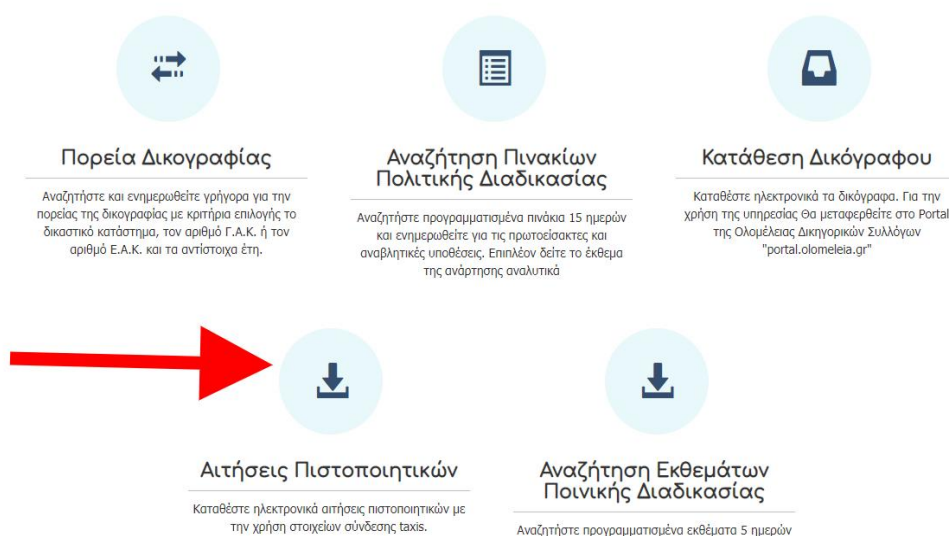 Πορεία Δικογραφίας
Αναζητήστε και ενημερωθείτε γρήγορα για την
πορείας της δικογραφίας με κριτήρια επιλογής το
δικαστικό κατάστημα, τον αριθμό Γ.Α.Κ. ή τον
αριθμό Ε.Α.Κ. και τα αντίστοιχα έτη.
Αναζήτηση Πινακίων
Πολιτικής Διαδικασίας
Αναζητήστε προγραμματισμένα πινάκια 15 ημερών
και ενημερωθείτε για τις πρωτοείσακτες και
αναβλητικές υποθέσεις. Επιπλέον δείτε το έκθεμα
της ανάρτησης αναλυτικά
Κατάθεση Δικόγραφου
Καταθέστε ηλεκτρονικά τα δικόγραφα. Για την
χρήση της υπηρεσίας Θα μεταφερθείτε στο Portal
της Ολομέλειας Δικηγορικών Συλλόγων
"portal.olomeleia.gr"
Αιτήσεις Πιστοποιητικών
Καταθέστε ηλεκτρονικά αιτήσεις πιστοποιητικών με
την χρήση στοιχείων σύνδεσης taxis.
Αναζήτηση Εκθεμάτων
Ποινικής Διαδικασίας
Αναζητήστε προγραμματισμένα εκθέματα 5 ημερών